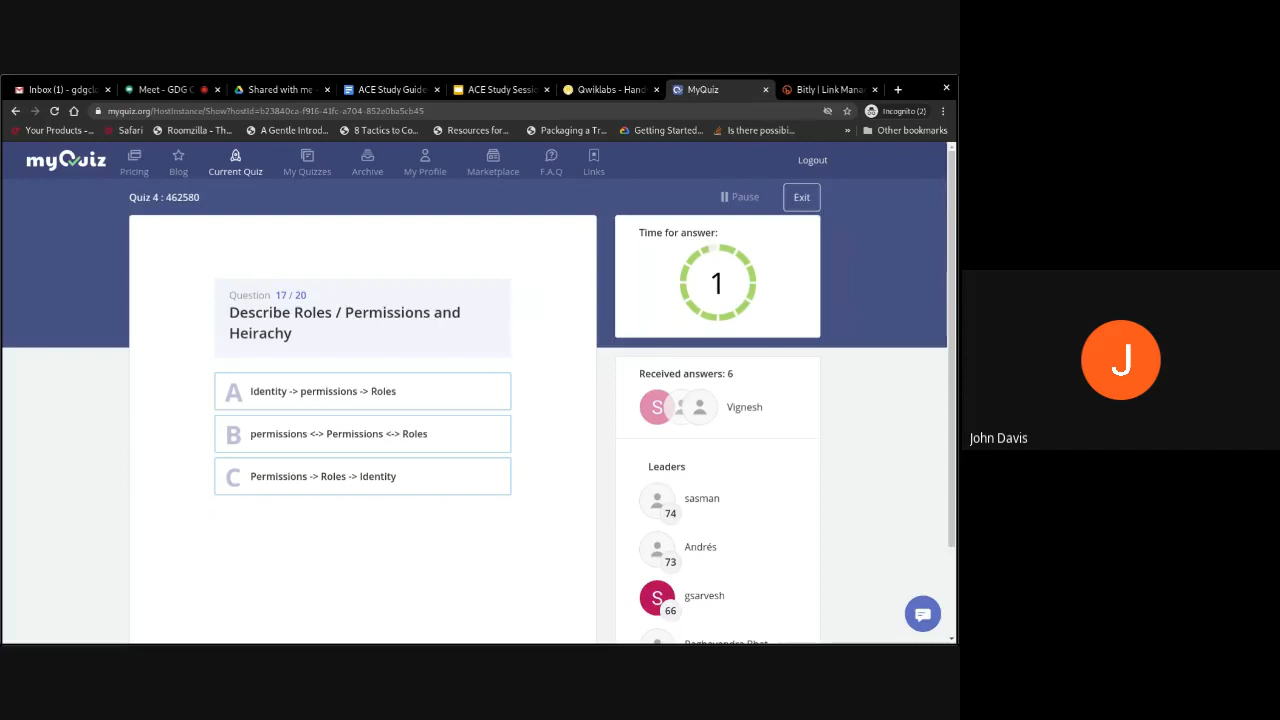 Inbox (1) - gdgclo
Meet - GDG C
Shared with me -
ACE Study Guide
ACE Study Sessi
Qwiklabs - Han
MyQuiz
Bitly | Link Mana
myquiz.org/HostInstance/Show?hostId=b23840ca-f916-41fc-a704-852e0ba5cb45
Incognito (2)
Your Products -...
Safari
Roomzilla - Th...
A Gentle Introd...
8 Tactics to Co...
Resources for...
Packaging a Tr...
Getting Started...
Is there possibi...
»
Other bookmarks
myQuiz
Pricing
Blog
Current Quiz
My Quizzes
Archive
My Profile
Marketplace
F.A.Q
Links
Logout
Quiz 4 : 462580
Pause
Exit
Question 17 / 20
Describe Roles / Permissions and
Heirachy
A Identity -> permissions -> Roles
B permissions <-> Permissions <-> Roles
C Permissions -> Roles -> Identity
Time for answer:
1
Received answers: 6
S
Vignesh
Leaders
sasman
74
Andrés
73
S
gsarvesh
66
J
John Davis